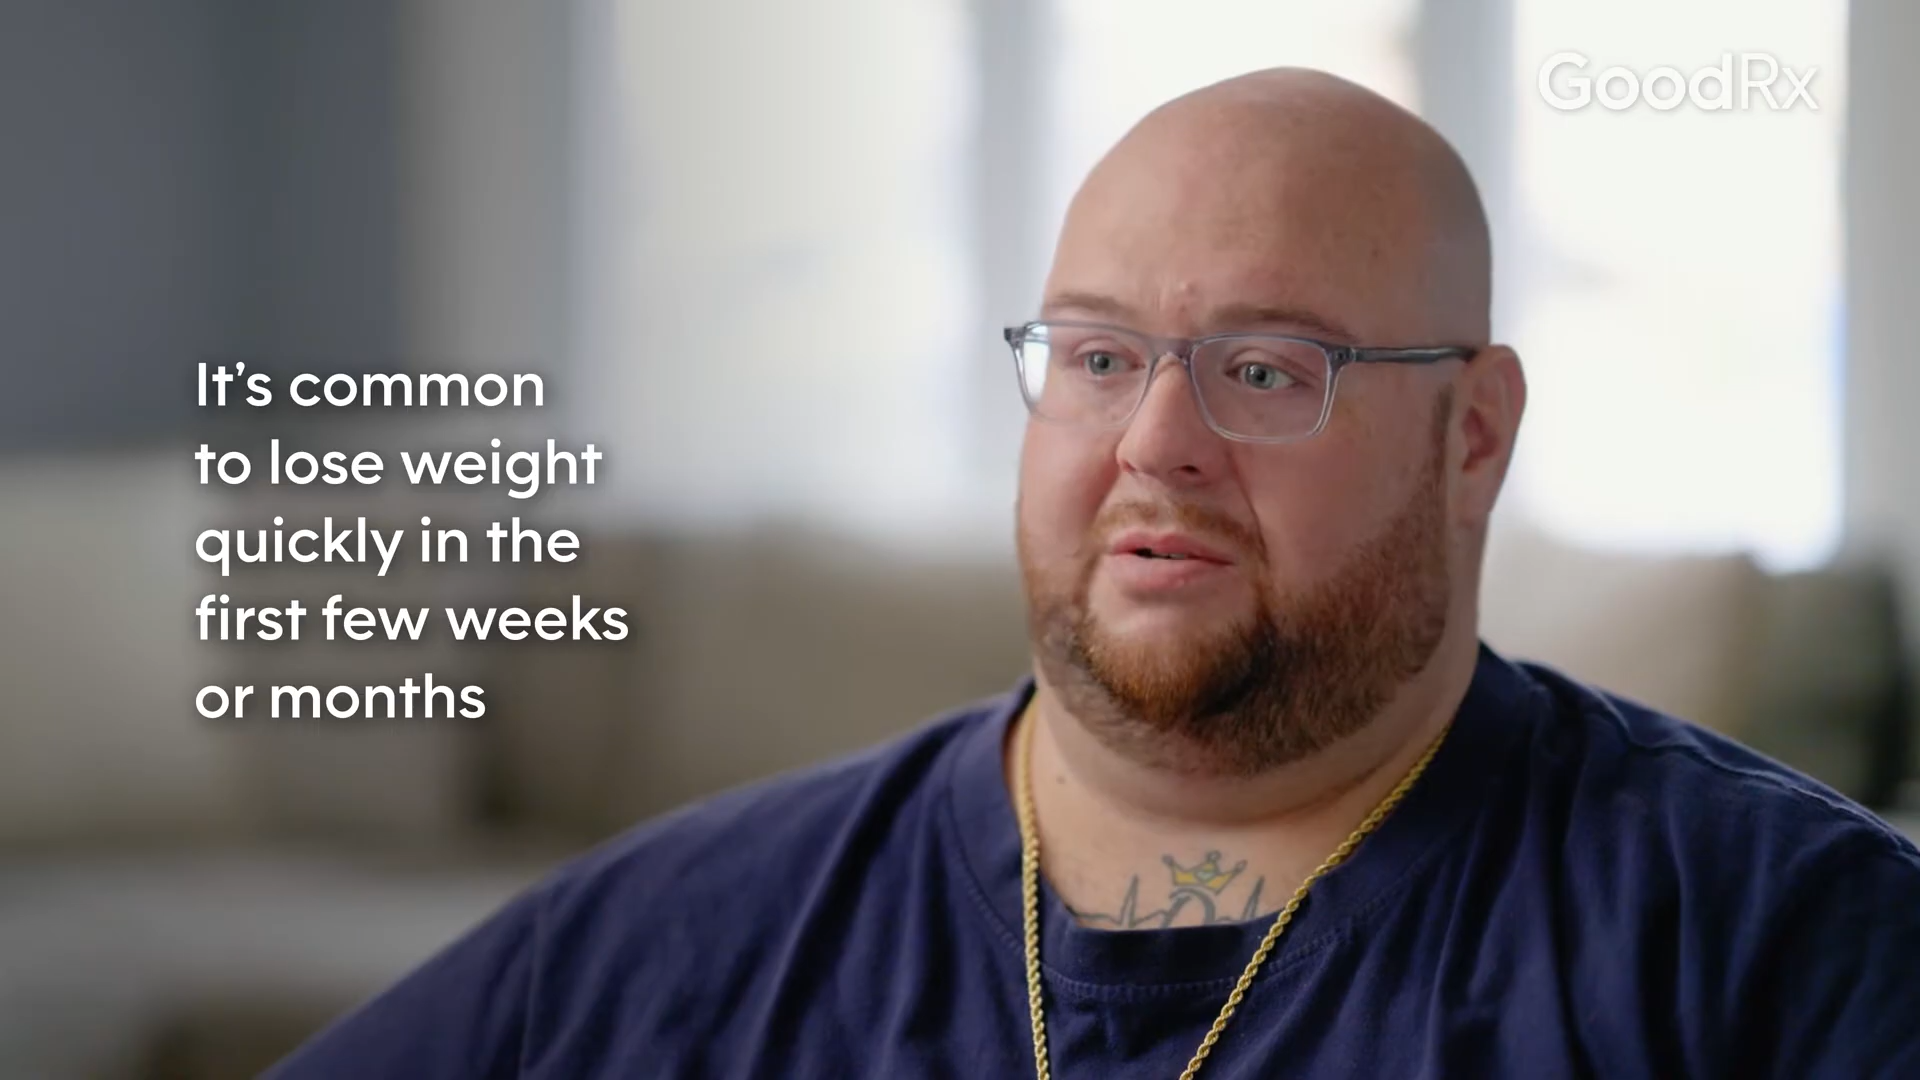 GoodRx
It’s common
to lose weight
quickly in the
first few weeks
or months